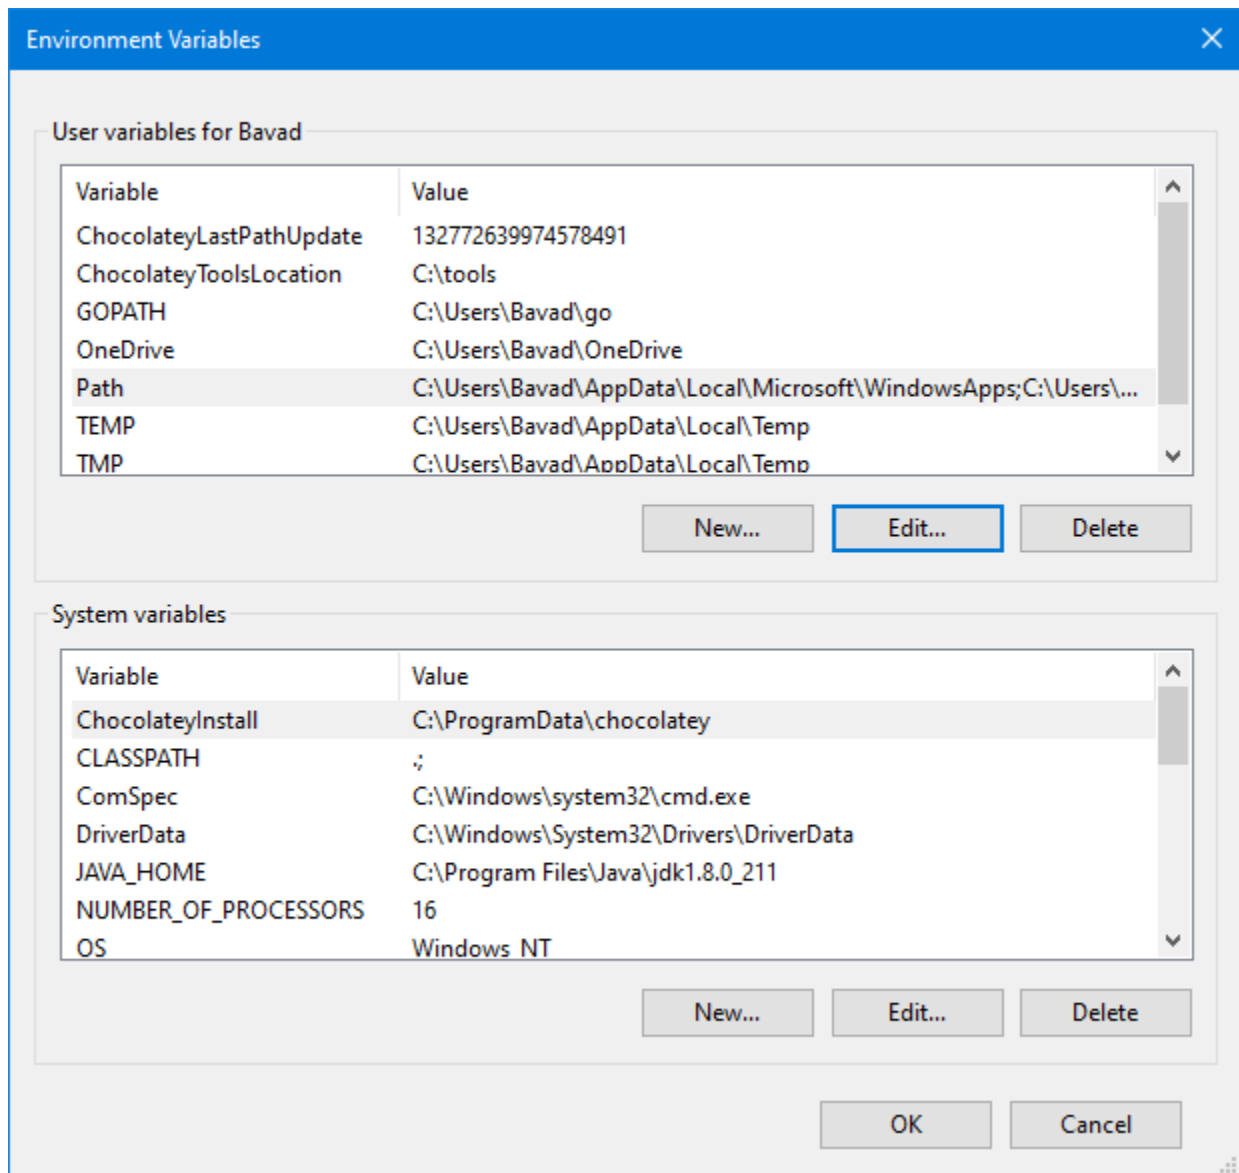 Environment Variables
User variables for Bavad
Variable Value
ChocolateyLastPathUpdate 132772639974578491
ChocolateyToolsLocation C:\tools
GOPATH C:\Users\Bavad\go
OneDrive C:\Users\Bavad\OneDrive
Path C:\Users\Bavad\AppData\Local\Microsoft\WindowsApps;C:\Users\...
TEMP C:\Users\Bavad\AppData\Local\Temp
TMP C:\Users\Bavad\AppData\Local\Temp
New... Edit... Delete
System variables
Variable Value
ChocolateyInstall C:\ProgramData\chocolatey
CLASSPATH .;
ComSpec C:\Windows\system32\cmd.exe
DriverData C:\Windows\System32\Drivers\DriverData
JAVA_HOME C:\Program Files\Java\jdk1.8.0_211
NUMBER_OF_PROCESSORS 16
OS Windows_NT
New... Edit... Delete
OK Cancel